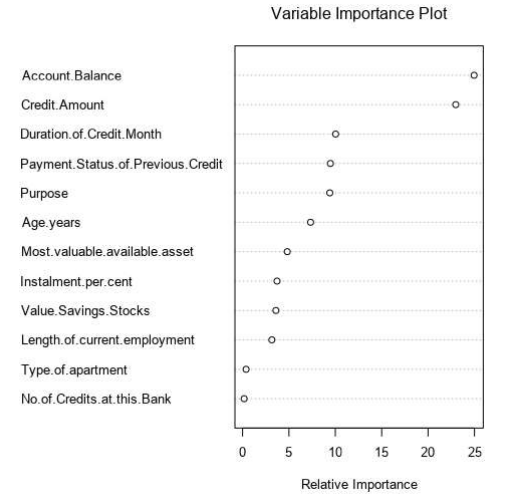 Variable Importance Plot
Account.Balance
Credit.Amount
Duration.of.Credit.Month
Payment.Status.of.Previous.Credit
Purpose
Age.years
Most.valuable.available.asset
Instalment.per.cent
Value.Savings.Stocks
Length.of.current.employment
Type.of.apartment
No.of.Credits.at.this.Bank
0 5 10 15 20 25
Relative Importance